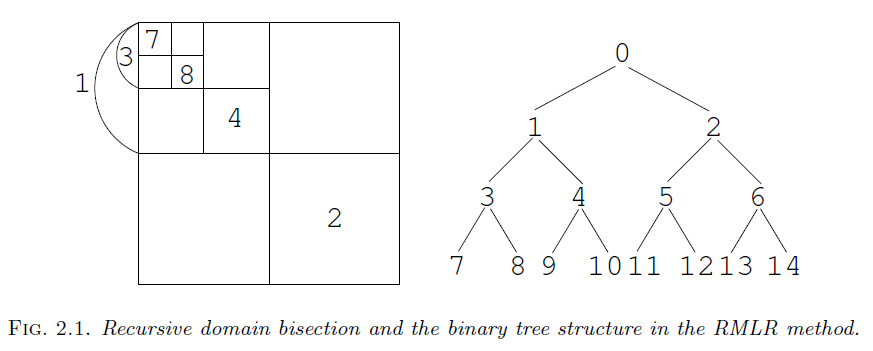 7
3
1
8
4
2
0
1 2
3 4 5 6
7 8 9 10 11 12 13 14
FIG. 2.1. Recursive domain bisection and the binary tree structure in the RMLR method.